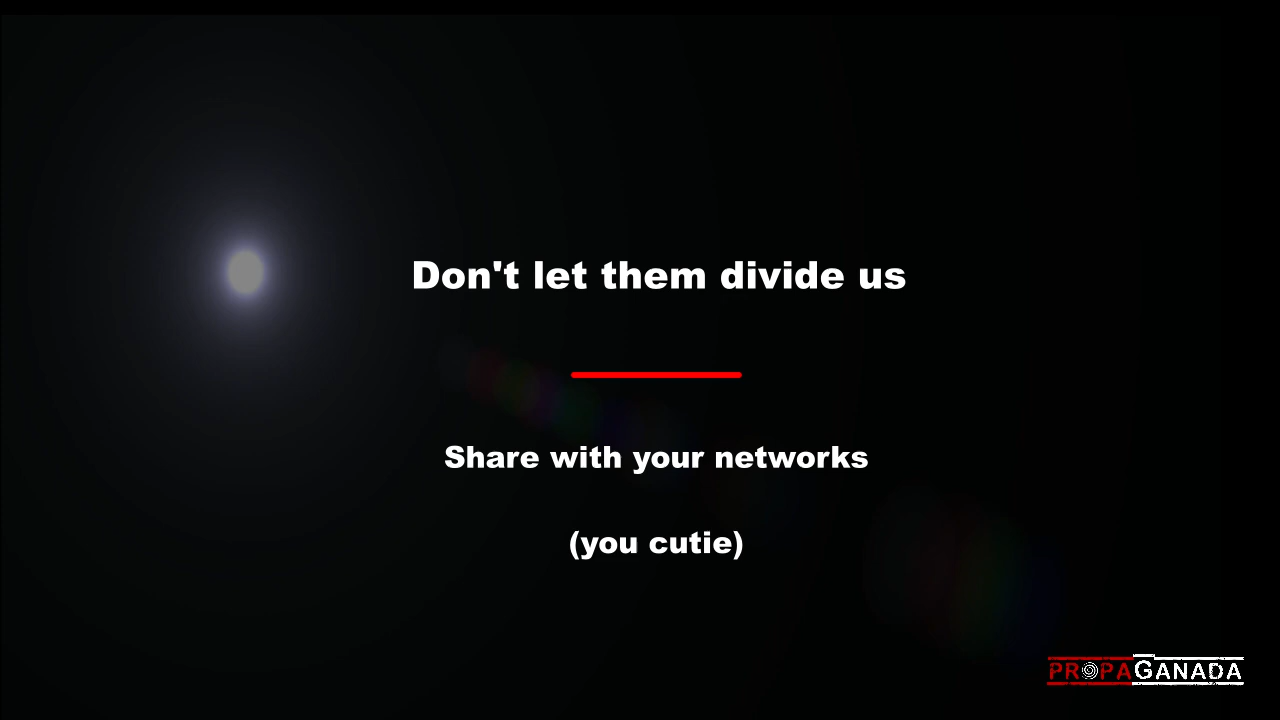 Don't let them divide us
Share with your networks
(you cutie)
PROPAGANADA